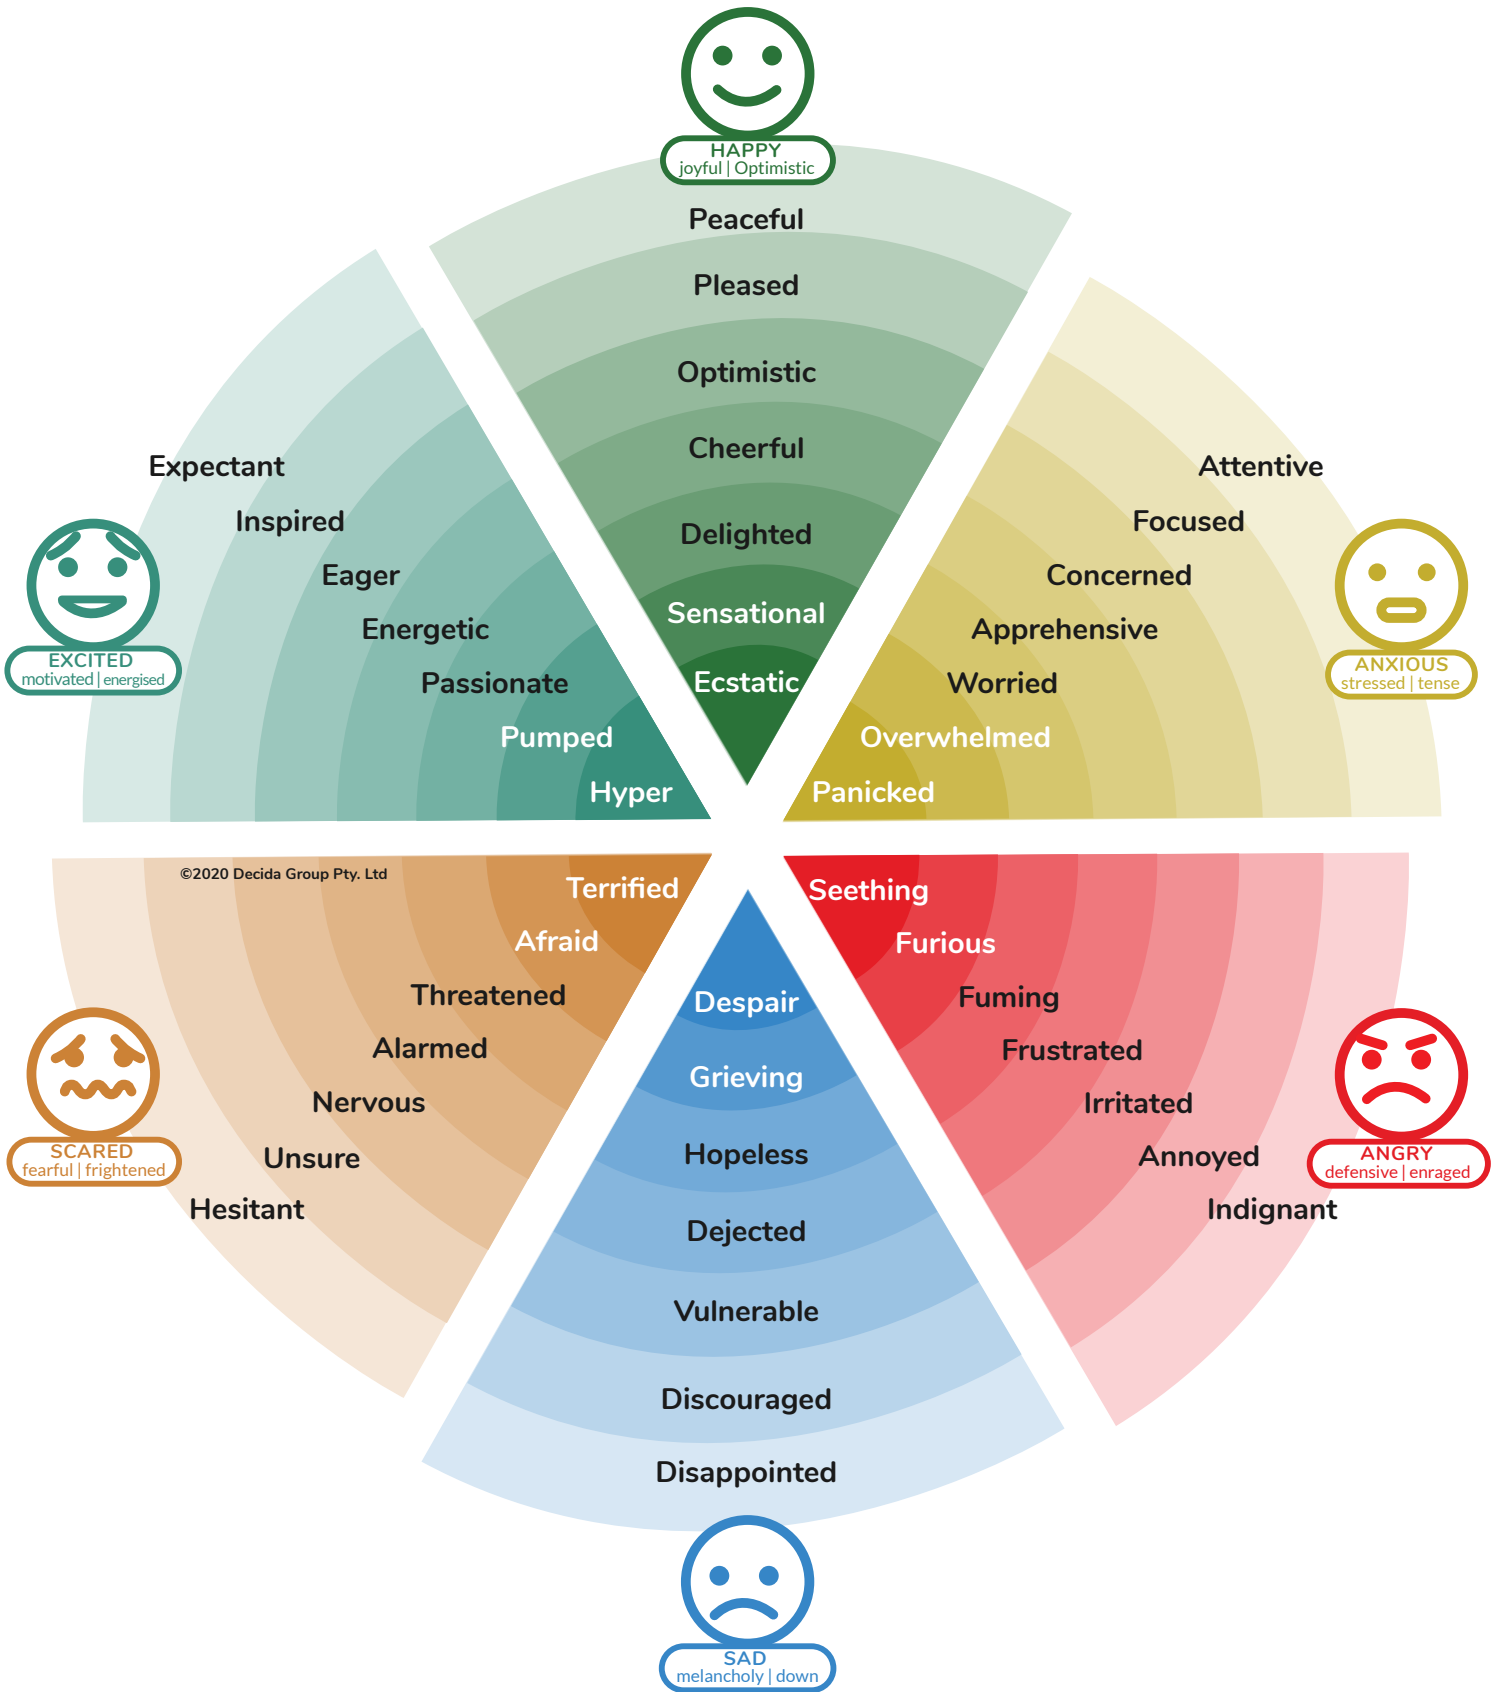 HAPPY
joyful | Optimistic
Peaceful
Pleased
Optimistic
Cheerful
Delighted
Sensational
Ecstatic
Attentive
Focused
Concerned
Apprehensive
Worried
Overwhelmed
Panicked
ANXIOUS
stressed | tense
Expectant
Inspired
Eager
Energetic
Passionate
Pumped
Hyper
EXCITED
motivated | energised
©2020 Decida Group Pty. Ltd
Terrified
Afraid
Threatened
Alarmed
Nervous
Unsure
Hesitant
SCARED
fearful | frightened
Seething
Furious
Fuming
Frustrated
Irritated
Annoyed
Indignant
ANGRY
defensive | enraged
Despair
Grieving
Hopeless
Dejected
Vulnerable
Discouraged
Disappointed
SAD
melancholy | down